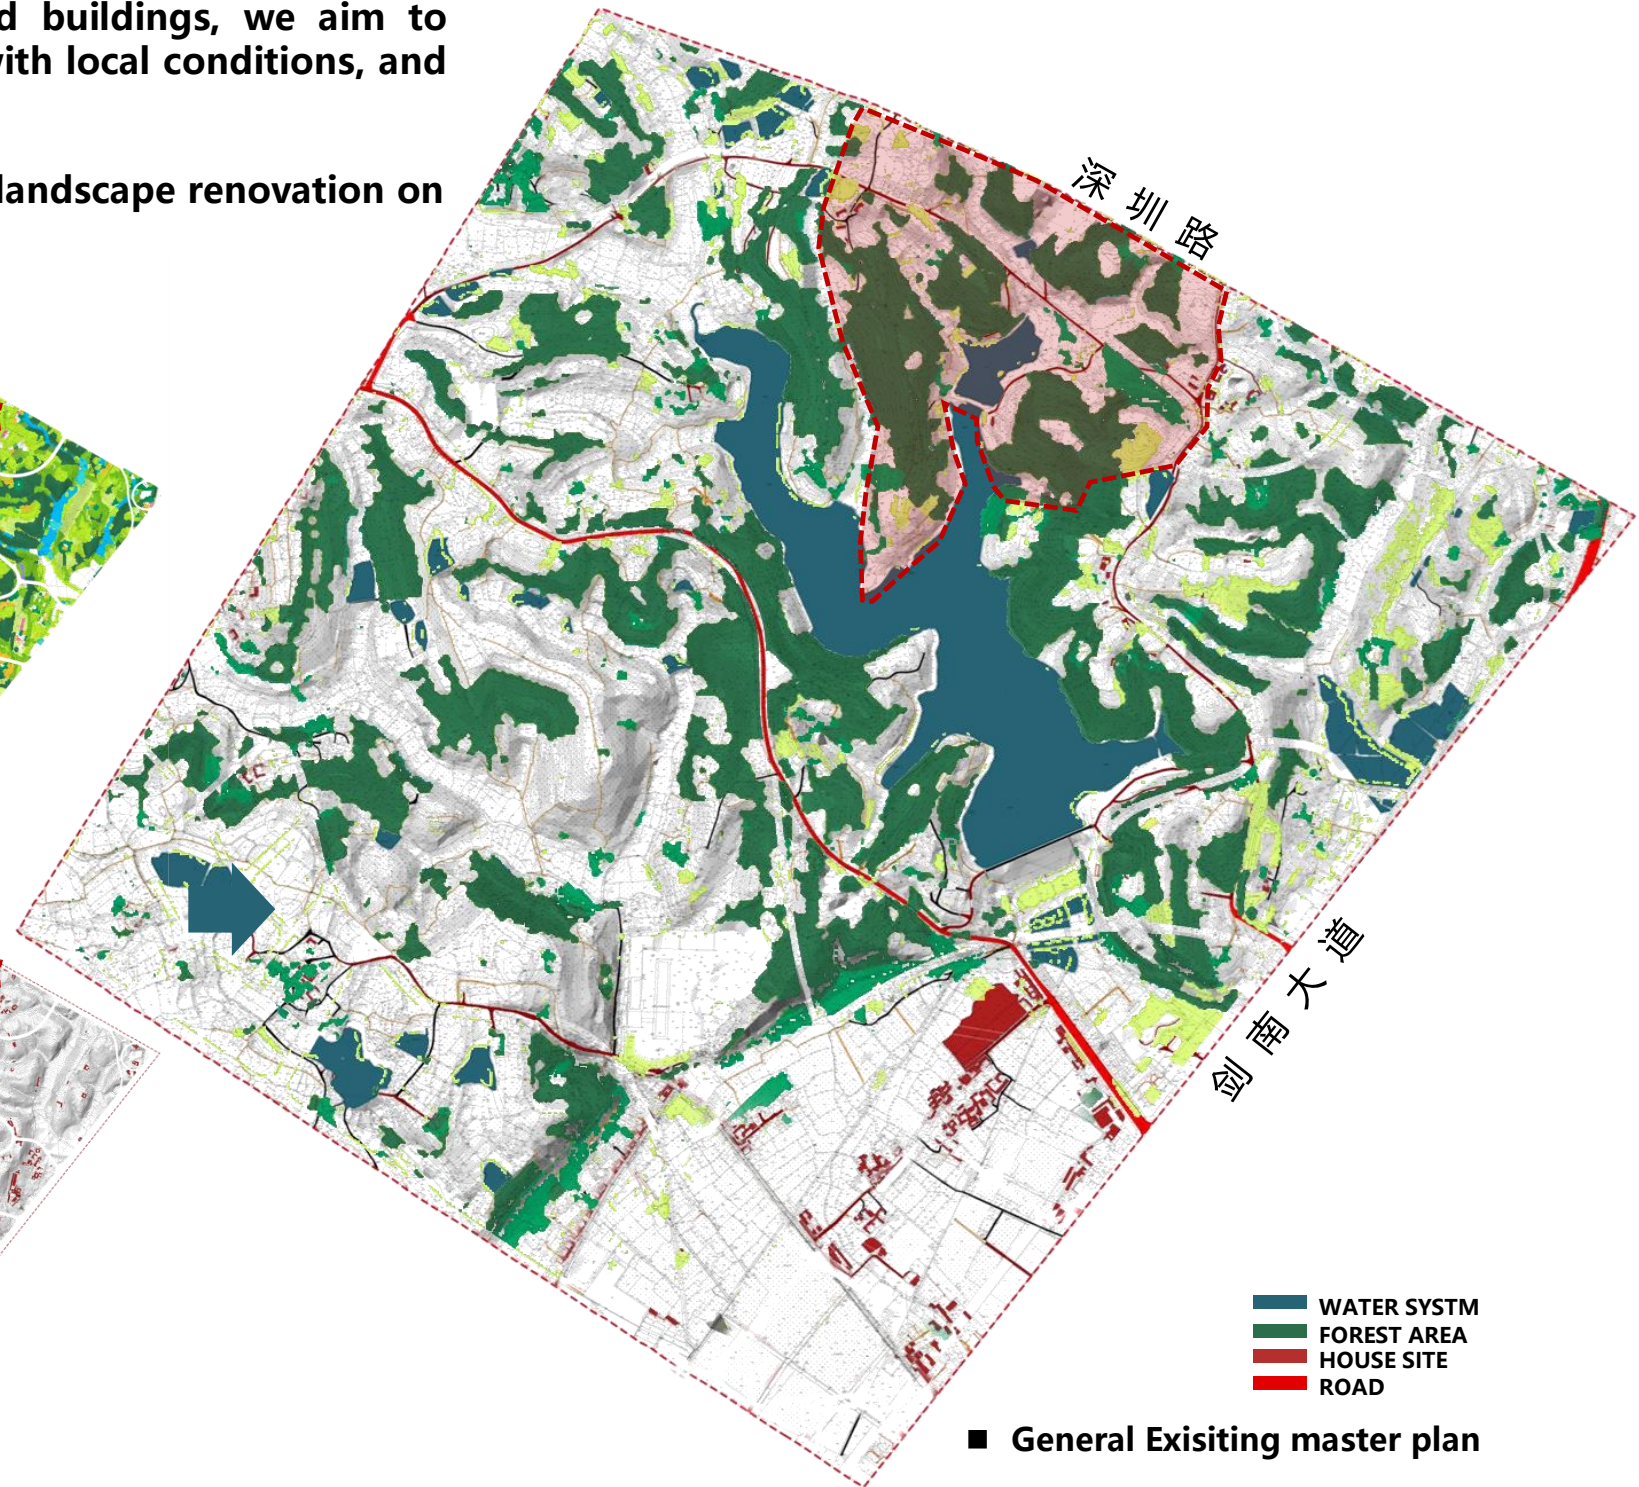 d buildings, we aim to
with local conditions, and
landscape renovation on
深圳路
剑南大道
WATER SYSTM
FOREST AREA
HOUSE SITE
ROAD
■ General Exisiting master plan